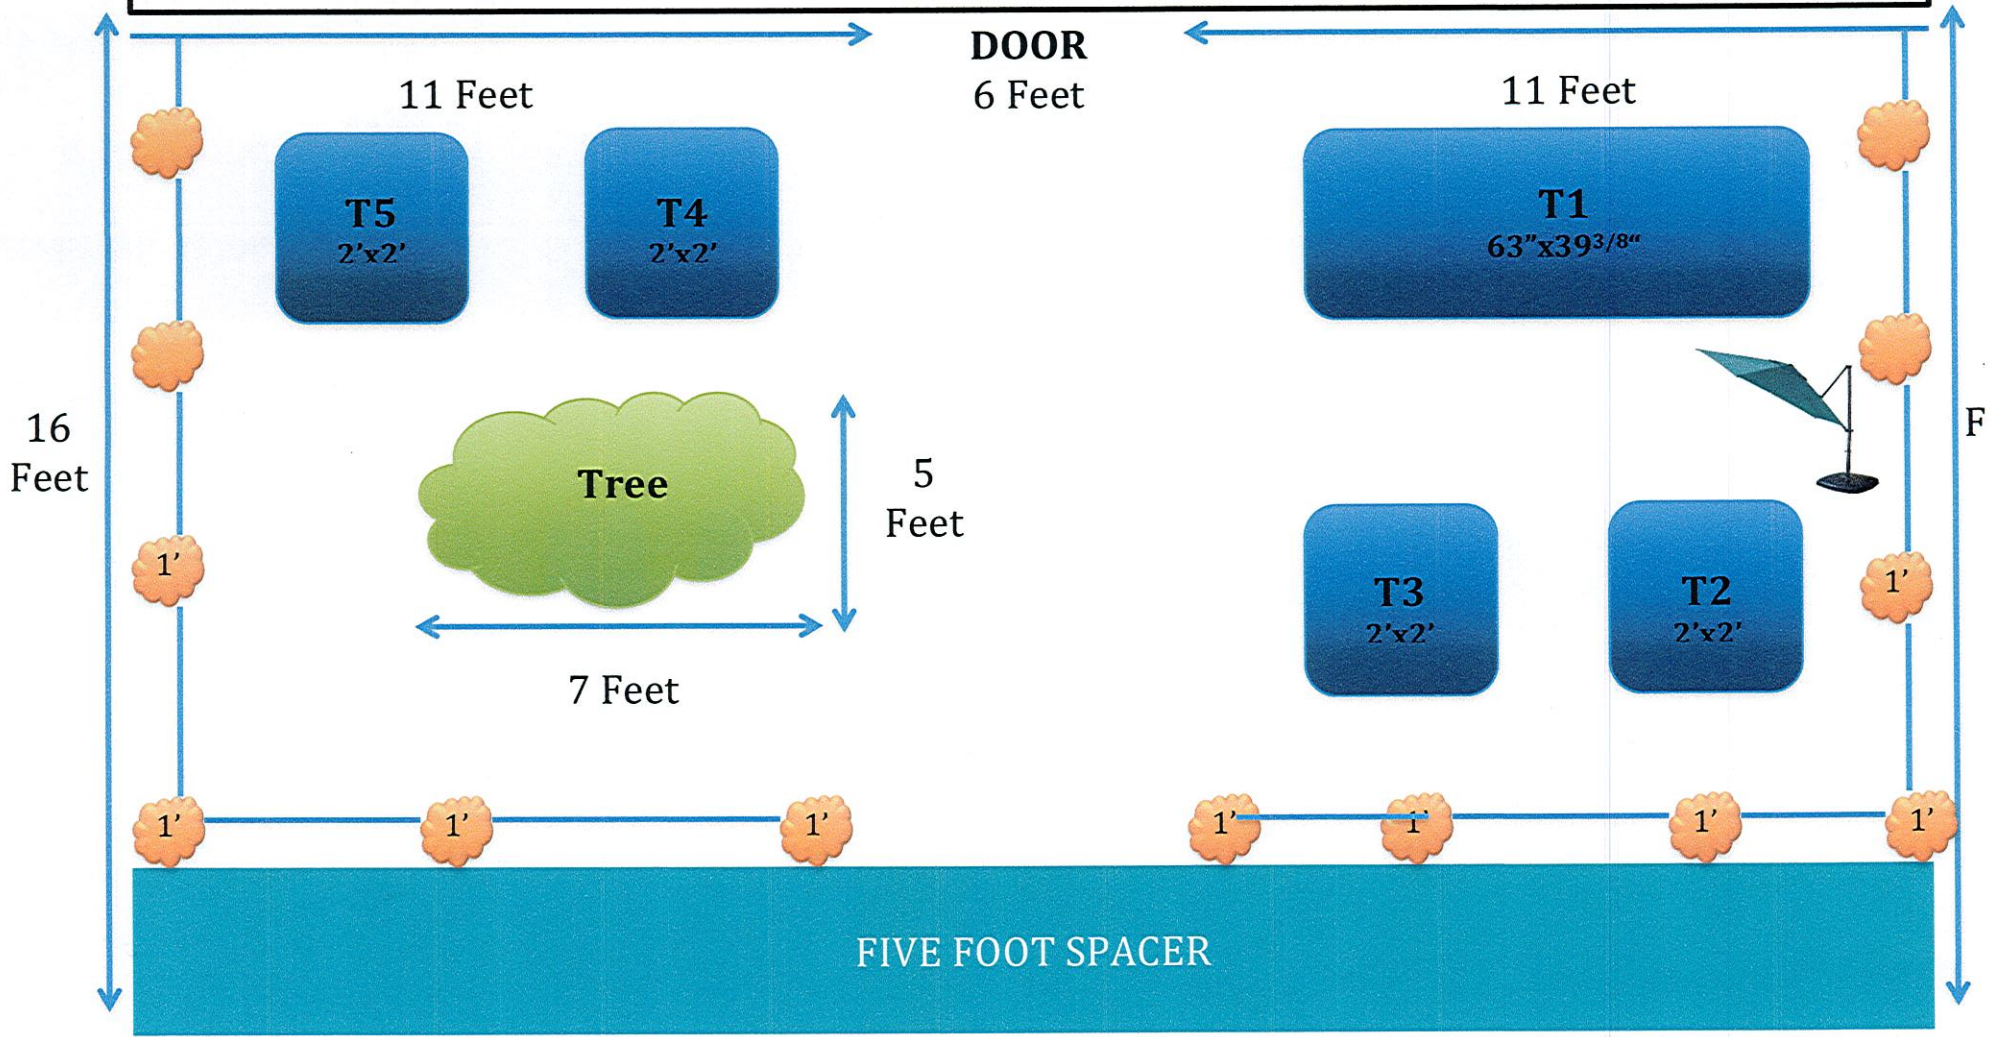 DOOR
11 Feet
6 Feet
11 Feet
T5
2'x2'
T4
2'x2'
T1
63”x39³/⁸“
16
Feet
Tree
5
Feet
F
7 Feet
T3
2'x2'
T2
2'x2'
1’
1’
1’
1’
1’
1’
1’
1’
1’
FIVE FOOT SPACER